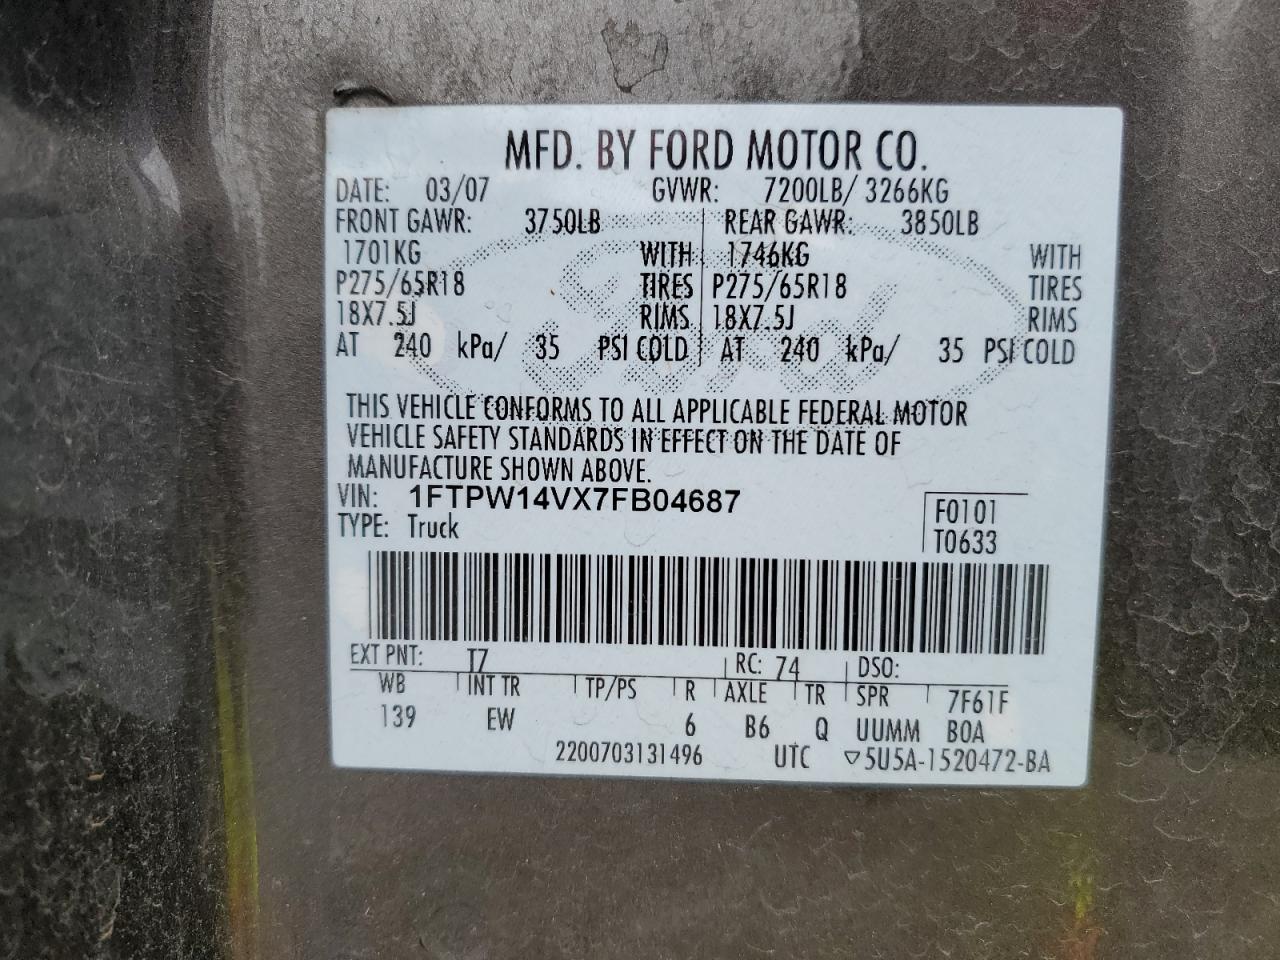 MFD. BY FORD MOTOR CO.
DATE: 03/07 GVWR: 7200LB/ 3266KG
FRONT GAWR: 3750LB REAR GAWR: 3850LB
1701KG WITH 1746KG WITH
P275/65R18 TIRES P275/65R18 TIRES
18X7.5J RIMS 18X7.5J RIMS
AT 240 kPa/ 35 PSI COLD AT 240 kPa/ 35 PSI COLD
THIS VEHICLE CONFORMS TO ALL APPLICABLE FEDERAL MOTOR
VEHICLE SAFETY STANDARDS IN EFFECT ON THE DATE OF
MANUFACTURE SHOWN ABOVE.
VIN: 1FTPW14VX7FB04687
TYPE: Truck
F0101
T0633
EXT PNT: T7 RC: 74 DSO:
WB INT TR TP/PS R AXLE TR SPR 7F61F
139 EW 6 B6 Q UUMM BOA
2200703131496 UTC ▽5U5A-1520472-BA